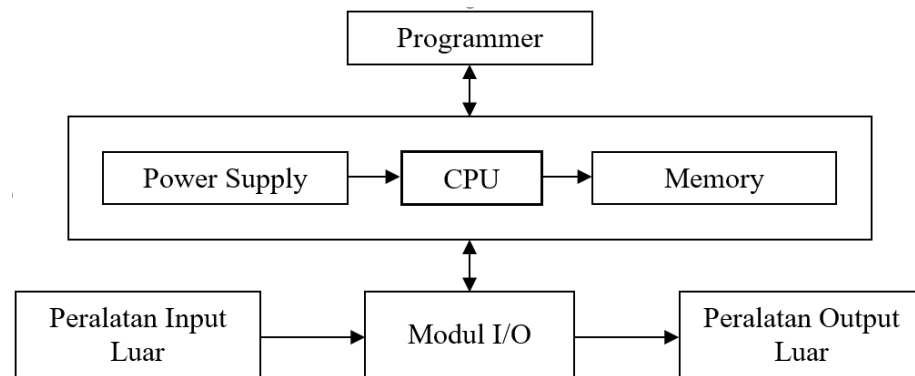 Programmer
Power Supply
CPU
Memory
Peralatan Input
Luar
Modul I/O
Peralatan Output
Luar